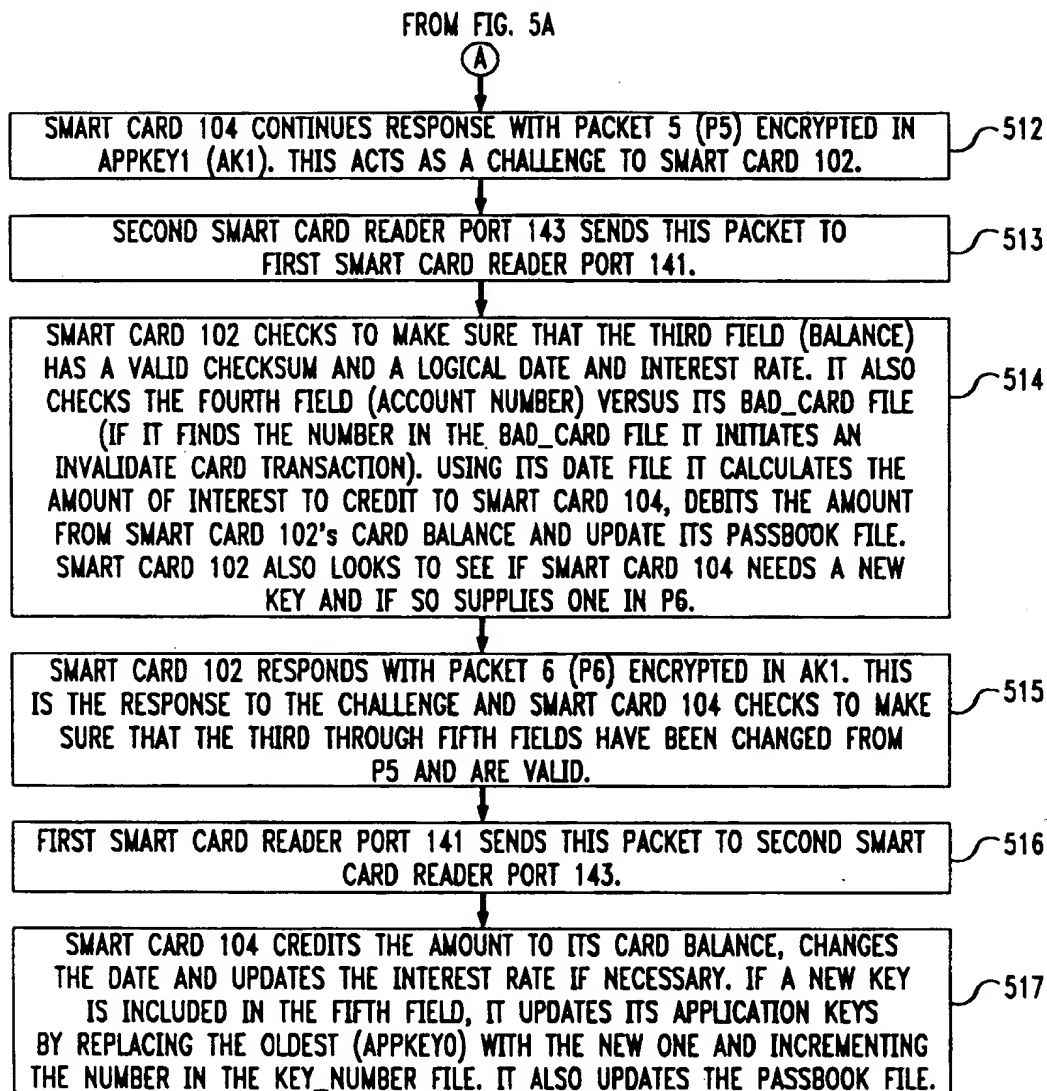 FROM FIG. 5A
A
SMART CARD 104 CONTINUES RESPONSE WITH PACKET 5 (P5) ENCRYPTED IN
APPKEY1 (AK1). THIS ACTS AS A CHALLENGE TO SMART CARD 102.
512
SECOND SMART CARD READER PORT 143 SENDS THIS PACKET TO
FIRST SMART CARD READER PORT 141.
513
SMART CARD 102 CHECKS TO MAKE SURE THAT THE THIRD FIELD (BALANCE)
HAS A VALID CHECKSUM AND A LOGICAL DATE AND INTEREST RATE. IT ALSO
CHECKS THE FOURTH FIELD (ACCOUNT NUMBER) VERSUS ITS BAD_CARD FILE
(IF IT FINDS THE NUMBER IN THE BAD_CARD FILE IT INITIATES AN
INVALIDATE CARD TRANSACTION). USING ITS DATE FILE IT CALCULATES THE
AMOUNT OF INTEREST TO CREDIT TO SMART CARD 104, DEBITS THE AMOUNT
FROM SMART CARD 102's CARD BALANCE AND UPDATE ITS PASSBOOK FILE.
SMART CARD 102 ALSO LOOKS TO SEE IF SMART CARD 104 NEEDS A NEW
KEY AND IF SO SUPPLIES ONE IN P6.
514
SMART CARD 102 RESPONDS WITH PACKET 6 (P6) ENCRYPTED IN AK1. THIS
IS THE RESPONSE TO THE CHALLENGE AND SMART CARD 104 CHECKS TO MAKE
SURE THAT THE THIRD THROUGH FIFTH FIELDS HAVE BEEN CHANGED FROM
P5 AND ARE VALID.
515
FIRST SMART CARD READER PORT 141 SENDS THIS PACKET TO SECOND SMART
CARD READER PORT 143.
516
SMART CARD 104 CREDITS THE AMOUNT TO ITS CARD BALANCE, CHANGES
THE DATE AND UPDATES THE INTEREST RATE IF NECESSARY. IF A NEW KEY
IS INCLUDED IN THE FIFTH FIELD, IT UPDATES ITS APPLICATION KEYS
BY REPLACING THE OLDEST (APPKEY0) WITH THE NEW ONE AND INCREMENTING
THE NUMBER IN THE KEY_NUMBER FILE. IT ALSO UPDATES THE PASSBOOK FILE.
517